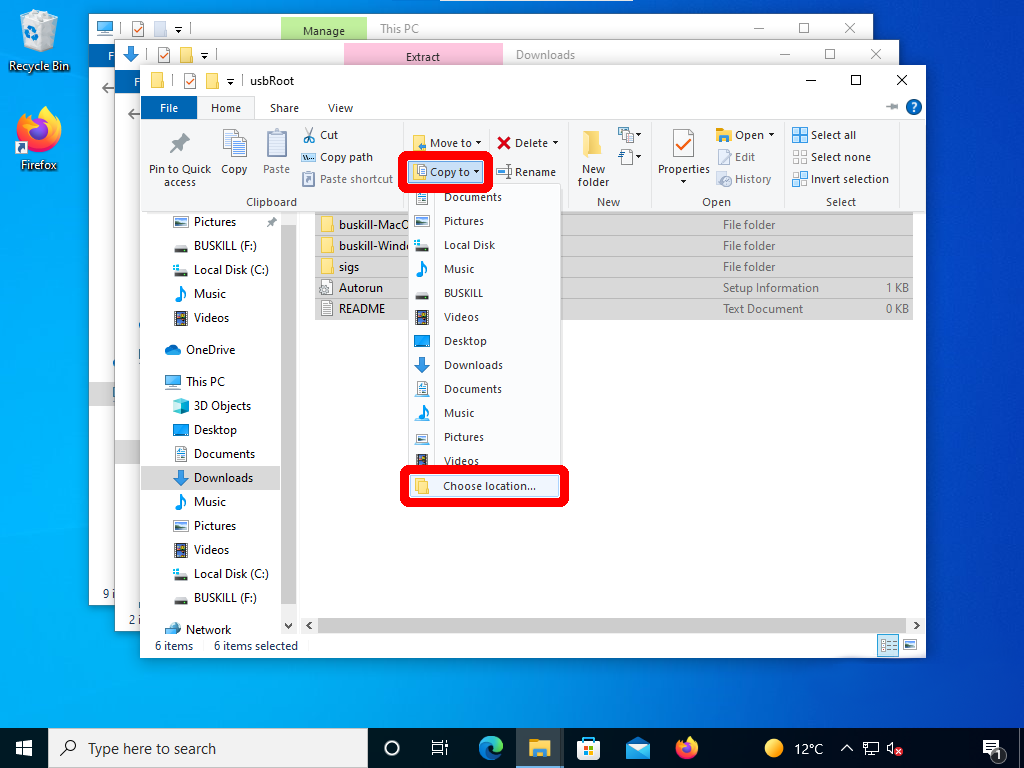 Recycle Bin
Firefox
Manage
This PC
Extract
Downloads
usbRoot
File
Home
Share
View
Pin to Quick
access
Copy
Paste
Cut
Copy path
Paste shortcut
Clipboard
Move to
Copy to
Delete
Rename
New
folder
New
Properties
Open
Edit
History
Open
Select all
Select none
Invert selection
Select
Pictures
BUSKILL (F:)
Local Disk (C:)
Music
Videos
OneDrive
This PC
3D Objects
Desktop
Documents
Downloads
Music
Pictures
Videos
Local Disk (C:)
BUSKILL (F:)
Network
buskill-MacO
File folder
buskill-Windo
File folder
sigs
File folder
Autorun
Setup Information
1 KB
README
Text Document
0 KB
Documents
Pictures
Local Disk
Music
BUSKILL
Videos
Desktop
Downloads
Documents
Music
Pictures
Videos
Choose location...
9 i
2 i
6 items
6 items selected
Type here to search
12°C
1